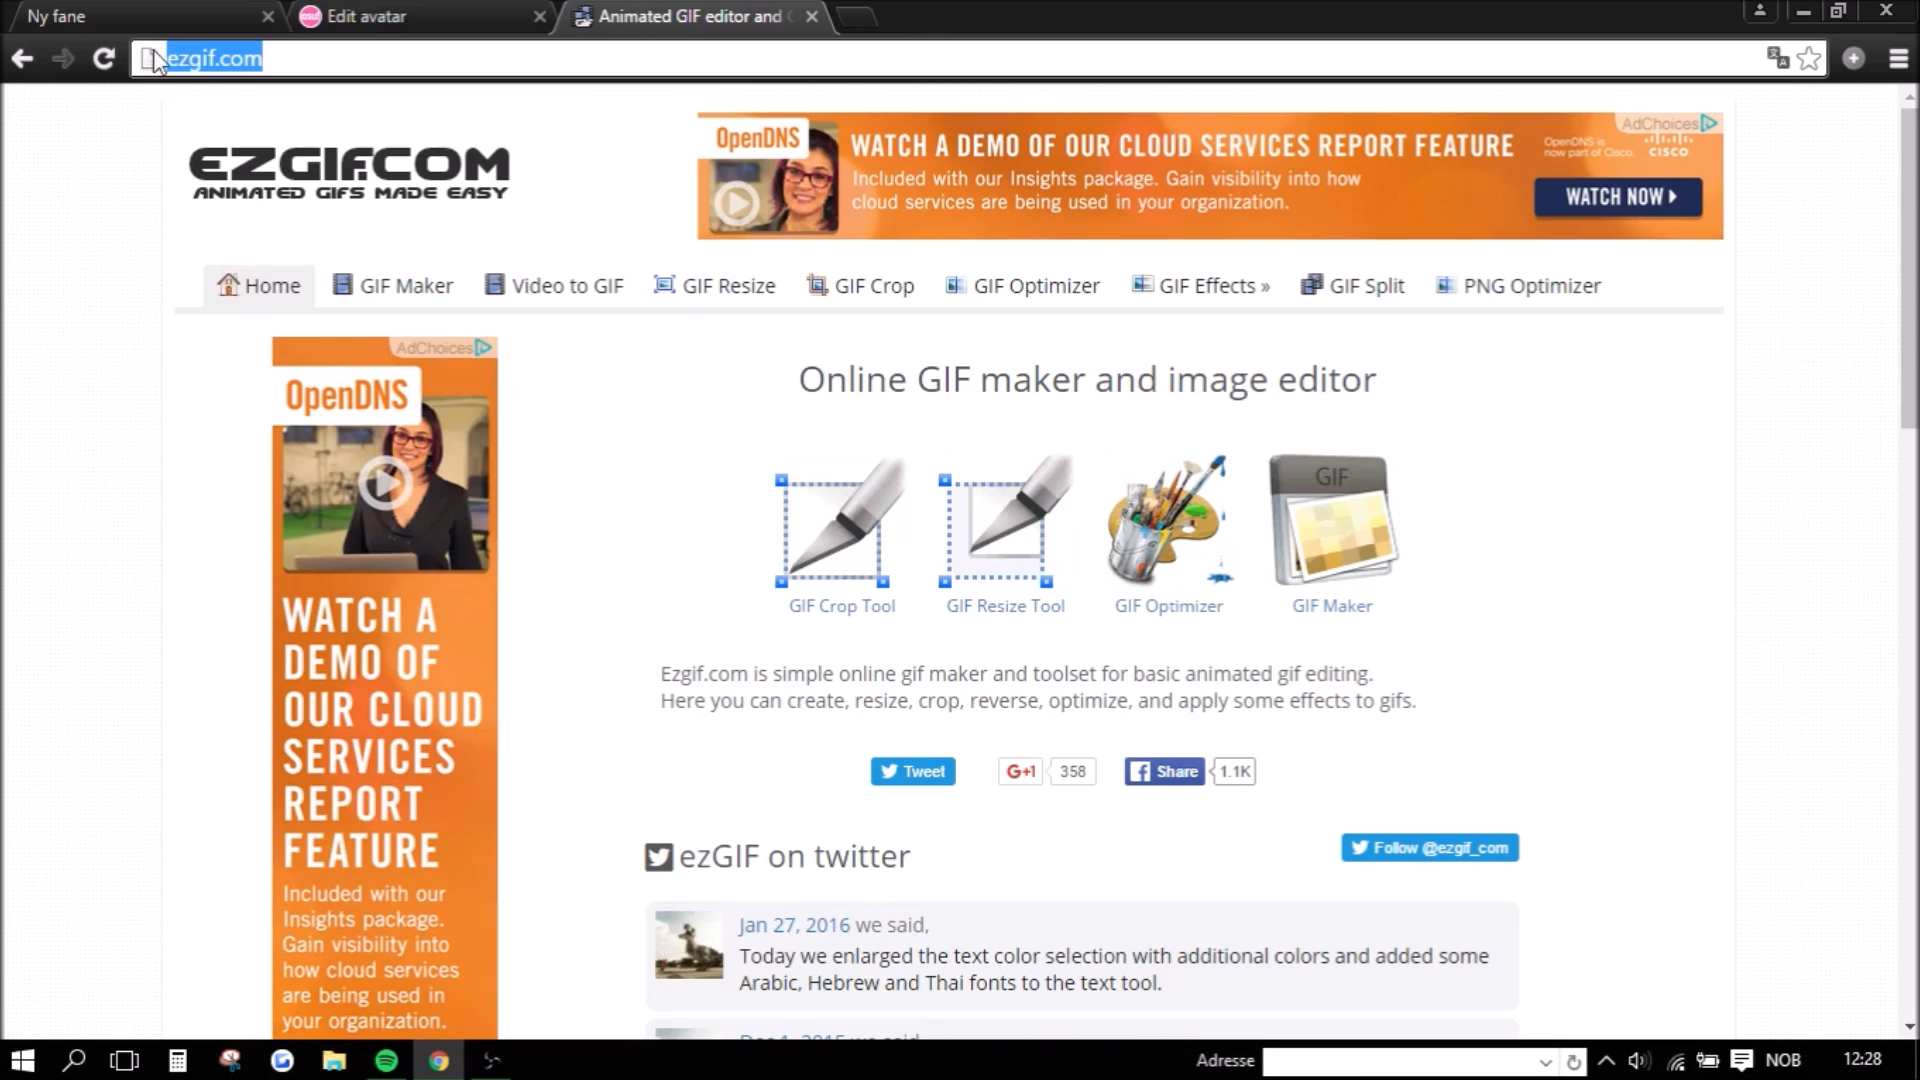 Ny fane
Edit avatar
Animated GIF editor and
ezgif.com
EZGIF.COM
ANIMATED GIFS MADE EASY
OpenDNS
WATCH A DEMO OF OUR CLOUD SERVICES REPORT FEATURE
Included with our Insights package. Gain visibility into how
cloud services are being used in your organization.
AdChoices
OpenDNS is
now part of Cisco.
CISCO
WATCH NOW
Home
GIF Maker
Video to GIF
GIF Resize
GIF Crop
GIF Optimizer
GIF Effects »
GIF Split
PNG Optimizer
AdChoices
OpenDNS
WATCH A
DEMO OF
OUR CLOUD
SERVICES
REPORT
FEATURE
Included with our
Insights package.
Gain visibility into
how cloud services
are being used in
your organization.
Online GIF maker and image editor
GIF
GIF Crop Tool
GIF Resize Tool
GIF Optimizer
GIF Maker
Ezgif.com is simple online gif maker and toolset for basic animated gif editing.
Here you can create, resize, crop, reverse, optimize, and apply some effects to gifs.
Tweet
G+1
358
Share
1.1K
ezGIF on twitter
Follow @ezgif_com
Jan 27, 2016 we said,
Today we enlarged the text color selection with additional colors and added some
Arabic, Hebrew and Thai fonts to the text tool.
Adresse
NOB
12:28